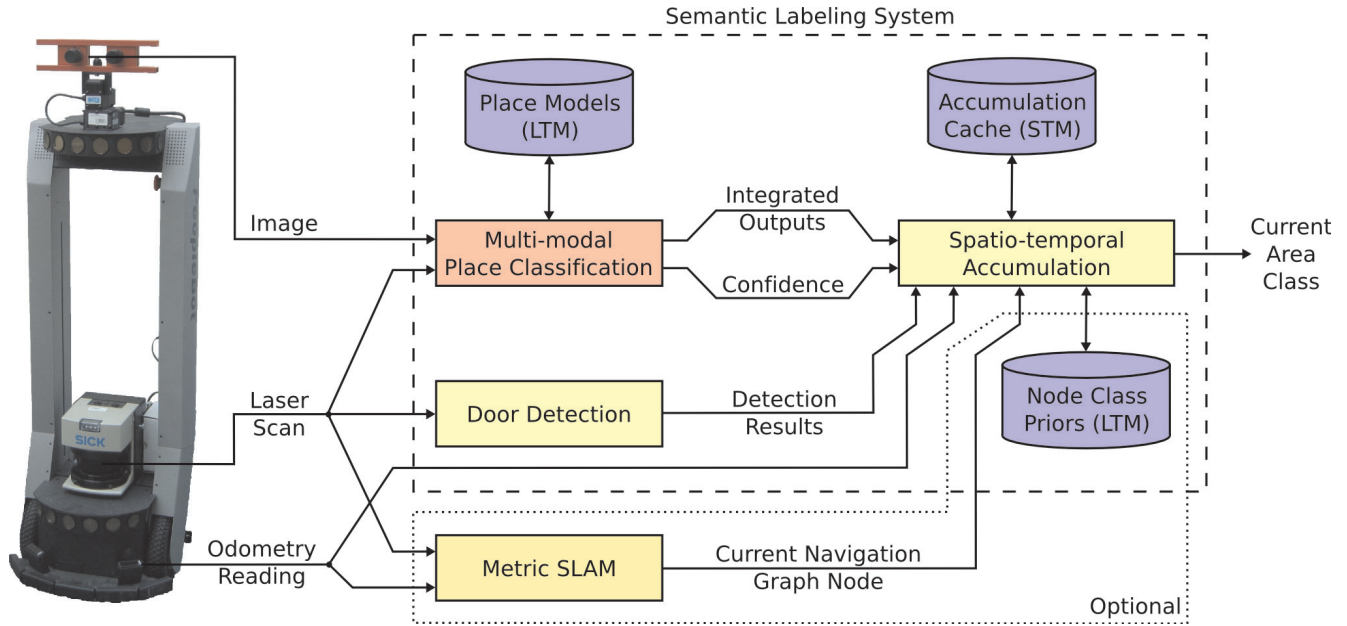 Semantic Labeling System
Place Models
(LTM)
Accumulation
Cache (STM)
Image
Multi-modal
Place Classification
Integrated
Outputs
Confidence
Spatio-temporal
Accumulation
Current
Area
Class
Laser
Scan
Door Detection
Detection
Results
Node Class
Priors (LTM)
Odometry
Reading
Metric SLAM
Current Navigation
Graph Node
Optional
SICK
PeopleBot